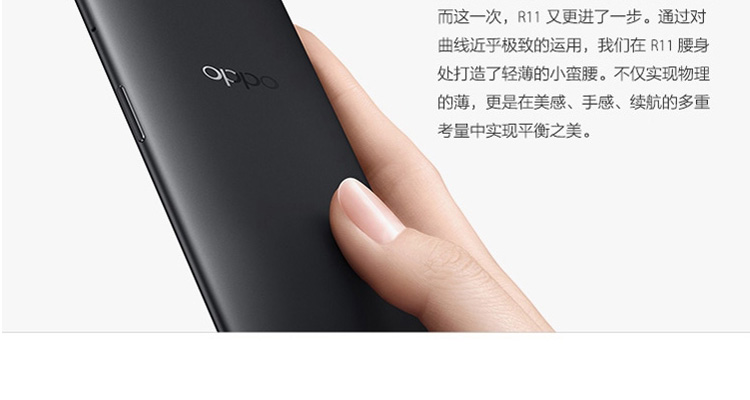 而这一次，R11 又更进了一步。通过对
曲线近乎极致的运用，我们在 R11 腰身
处打造了轻薄的小蛮腰。不仅实现物理
的薄，更是在美感、手感、续航的多重
考量中实现平衡之美。
oppo